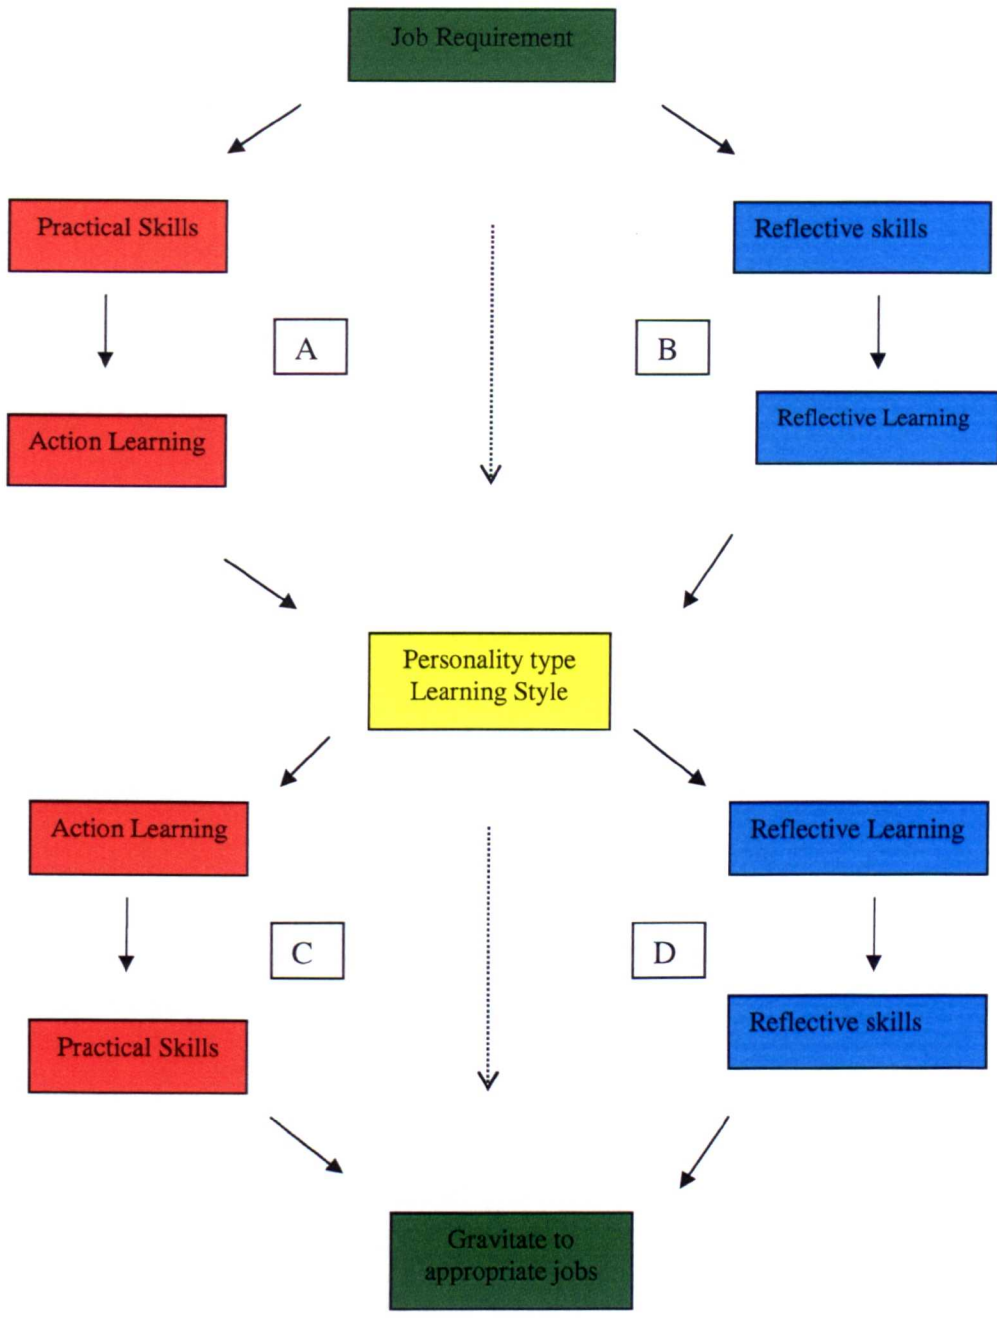 Job Requirement
Practical Skills
Reflective skills
A
B
Action Learning
Reflective Learning
Personality type
Learning Style
Action Learning
Reflective Learning
C
D
Practical Skills
Reflective skills
Gravitate to
appropriate jobs